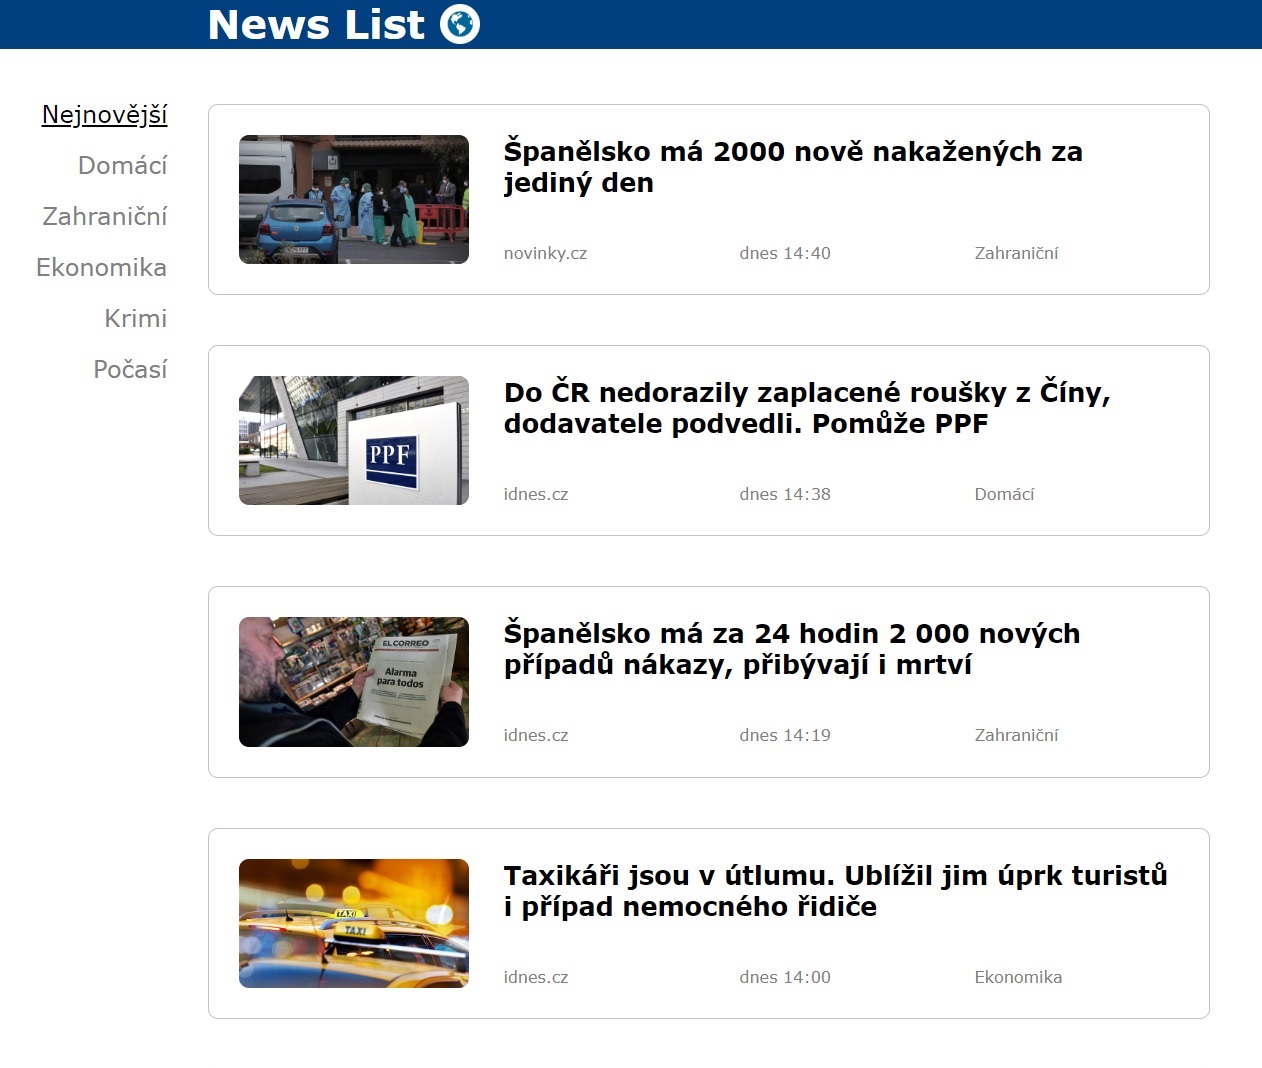 News List
Nejnovější
Domácí
Zahraniční
Ekonomika
Krimi
Počasí
Španělsko má 2000 nově nakažených za
jediný den
novinky.cz dnes 14:40 Zahraniční
PPF
Do ČR nedorazily zaplacené roušky z Číny,
dodavatele podvedli. Pomůže PPF
idnes.cz dnes 14:38 Domácí
EL CORREO
Alarma
para todos
Španělsko má za 24 hodin 2 000 nových
případů nákazy, přibývají i mrtví
idnes.cz dnes 14:19 Zahraniční
TAXI
TAXI
Taxikáři jsou v útlumu. Ublížil jim úprk turistů
i případ nemocného řidiče
idnes.cz dnes 14:00 Ekonomika